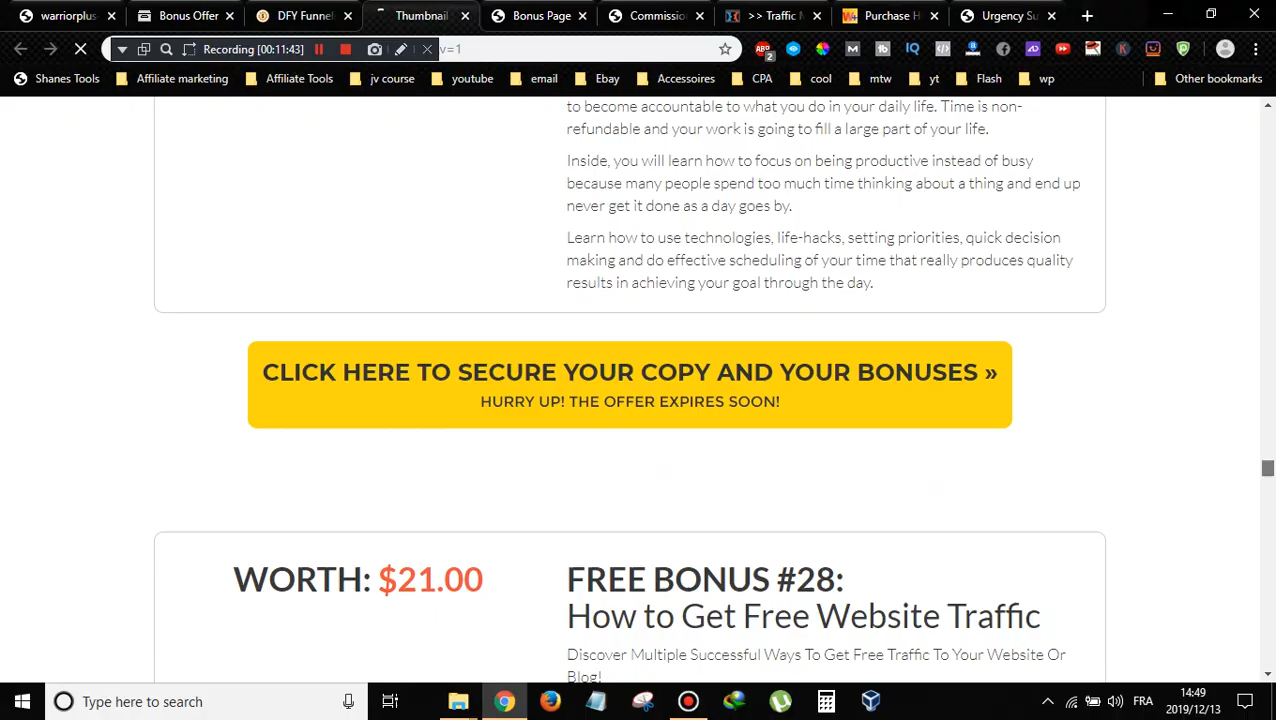 warriorplus
Bonus Offer
DFY Funne
Thumbnail
Bonus Page
Commissio
>> Traffic M
Purchase H
Urgency Su
Recording [00:11:43]
v=1
Shanes Tools
Affiliate marketing
Affiliate Tools
jv course
youtube
email
Ebay
Accessoires
CPA
cool
mtw
yt
Flash
wp
Other bookmarks
to become accountable to what you do in your daily life. Time is non-
refundable and your work is going to fill a large part of your life.
Inside, you will learn how to focus on being productive instead of busy
because many people spend too much time thinking about a thing and end up
never get it done as a day goes by.
Learn how to use technologies, life-hacks, setting priorities, quick decision
making and do effective scheduling of your time that really produces quality
results in achieving your goal through the day.
CLICK HERE TO SECURE YOUR COPY AND YOUR BONUSES »
HURRY UP! THE OFFER EXPIRES SOON!
WORTH: $21.00
FREE BONUS #28:
How to Get Free Website Traffic
Discover Multiple Successful Ways To Get Free Traffic To Your Website Or
Blog!
Type here to search
FRA
14:49
2019/12/13